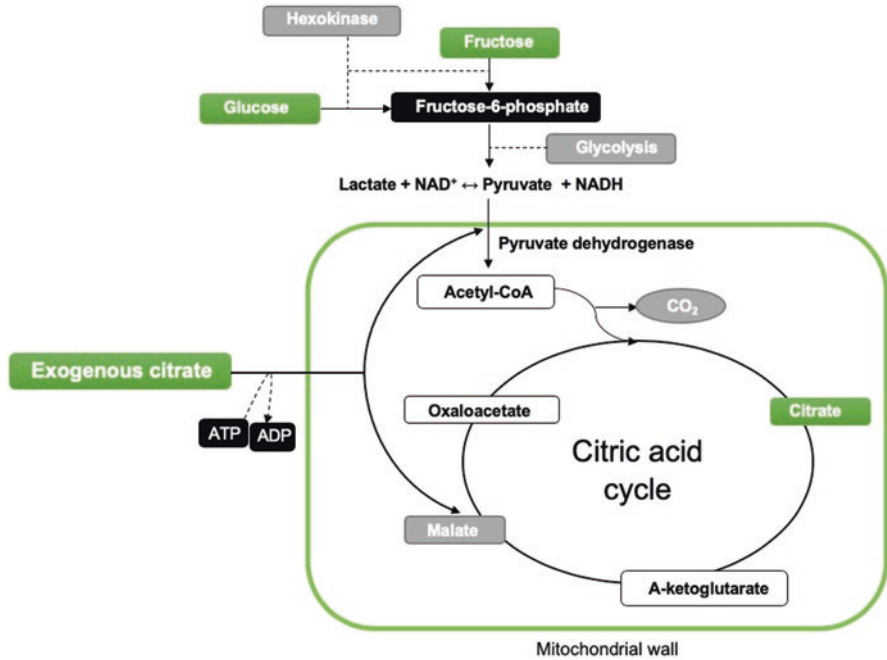 Hexokinase
Fructose
Glucose
Fructose-6-phosphate
Glycolysis
Lactate + NAD⁺ ↔ Pyruvate + NADH
Pyruvate dehydrogenase
Acetyl-CoA
CO₂
Exogenous citrate
ATP
ADP
Oxaloacetate
Citrate
Citric acid
cycle
Malate
A-ketoglutarate
Mitochondrial wall